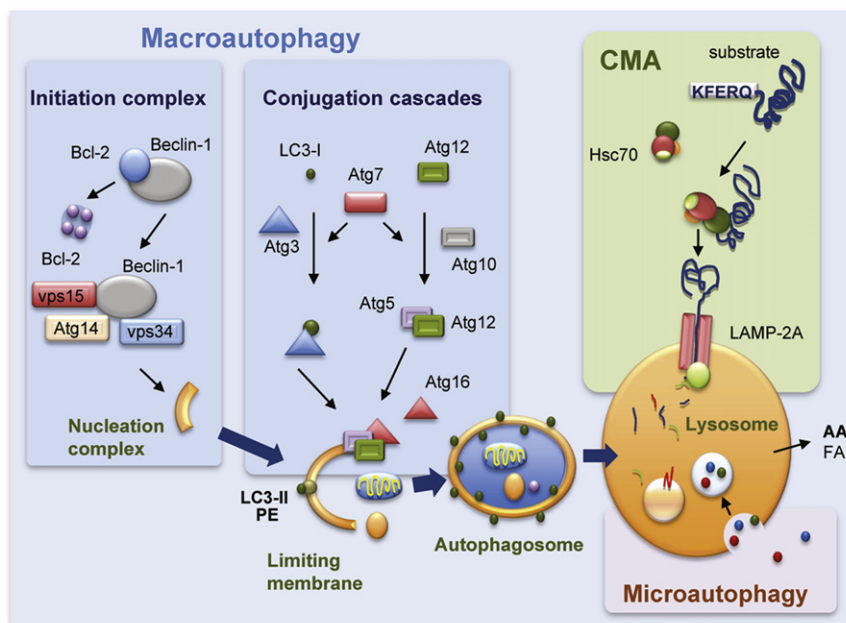 Macroautophagy
Initiation complex
Bcl-2
Beclin-1
Bcl-2
Beclin-1
vps15
Atg14
vps34
Nucleation
complex
Conjugation cascades
LC3-I
Atg12
Atg7
Atg3
Atg10
Atg5
Atg12
Atg16
LC3-II
PE
Limiting
membrane
Autophagosome
CMA
substrate
KFERQ
Hsc70
LAMP-2A
Lysosome
AA
FA
Microautophagy